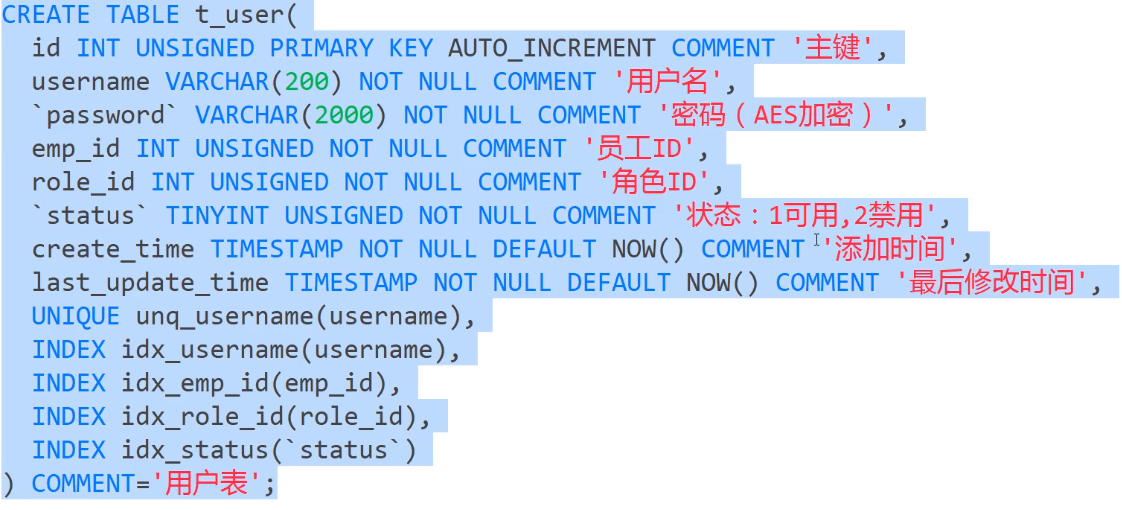 CREATE TABLE t_user(
id INT UNSIGNED PRIMARY KEY AUTO_INCREMENT COMMENT '主键',
username VARCHAR(200) NOT NULL COMMENT '用户名',
`password` VARCHAR(2000) NOT NULL COMMENT '密码（AES加密）',
emp_id INT UNSIGNED NOT NULL COMMENT '员工ID',
role_id INT UNSIGNED NOT NULL COMMENT '角色ID',
`status` TINYINT UNSIGNED NOT NULL COMMENT '状态：1可用,2禁用',
create_time TIMESTAMP NOT NULL DEFAULT NOW() COMMENT '添加时间',
last_update_time TIMESTAMP NOT NULL DEFAULT NOW() COMMENT '最后修改时间',
UNIQUE unq_username(username),
INDEX idx_username(username),
INDEX idx_emp_id(emp_id),
INDEX idx_role_id(role_id),
INDEX idx_status(`status`)
) COMMENT='用户表';